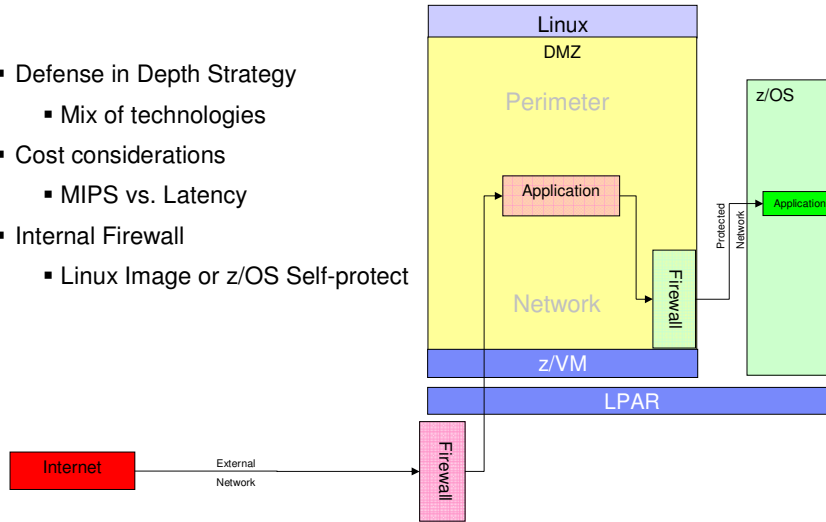 ▪ Defense in Depth Strategy
▪ Mix of technologies
▪ Cost considerations
▪ MIPS vs. Latency
▪ Internal Firewall
▪ Linux Image or z/OS Self-protect
Linux
DMZ
Perimeter
Application
Network
Firewall
z/VM
LPAR
z/OS
Application
Protected
Network
Internet
External
Network
Firewall